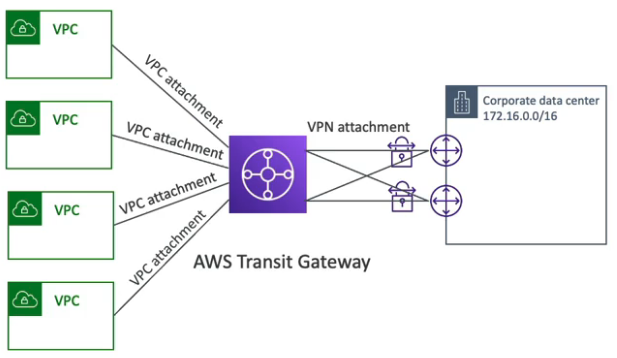 VPC
VPC attachment
VPC
VPC attachment
VPC
VPC attachment
VPC
VPC attachment
AWS Transit Gateway
VPN attachment
Corporate data center
172.16.0.0/16